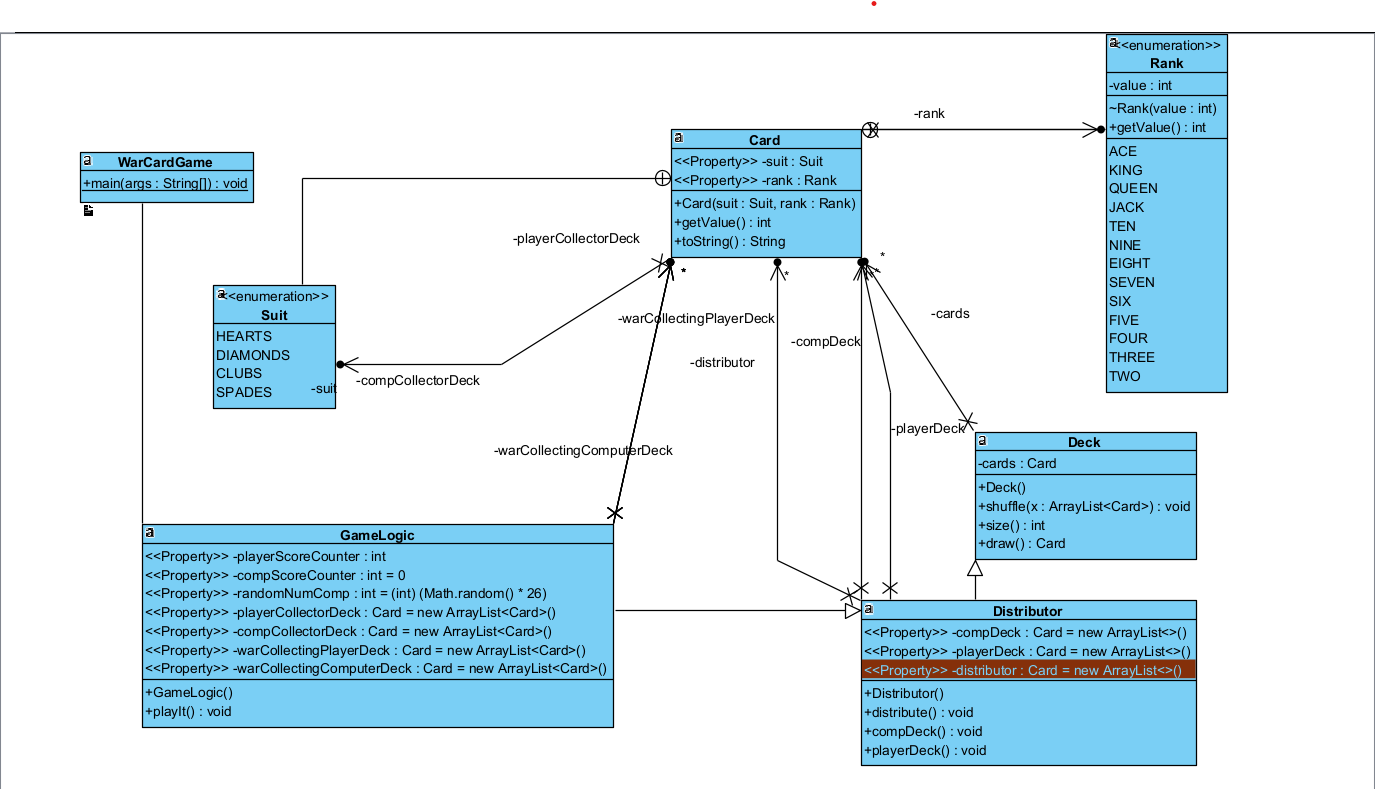 <<enumeration>>
Rank
-value : int
~Rank(value : int)
+getValue() : int
ACE
KING
QUEEN
JACK
TEN
NINE
EIGHT
SEVEN
SIX
FIVE
FOUR
THREE
TWO
-rank
Card
<<Property>> -suit : Suit
<<Property>> -rank : Rank
+Card(suit : Suit, rank : Rank)
+getValue() : int
+toString() : String
WarCardGame
+main(args : String[]) : void
-playerCollectorDeck
*
*
*
*
<<enumeration>>
Suit
HEARTS
DIAMONDS
CLUBS
SPADES
-suit
-compCollectorDeck
-warCollectingPlayerDeck
-distributor
-compDeck
-cards
-playerDeck
-warCollectingComputerDeck
Deck
-cards : Card
+Deck()
+shuffle(x : ArrayList<Card>) : void
+size() : int
+draw() : Card
GameLogic
<<Property>> -playerScoreCounter : int
<<Property>> -compScoreCounter : int = 0
<<Property>> -randomNumComp : int = (int) (Math.random() * 26)
<<Property>> -playerCollectorDeck : Card = new ArrayList<Card>()
<<Property>> -compCollectorDeck : Card = new ArrayList<Card>()
<<Property>> -warCollectingPlayerDeck : Card = new ArrayList<Card>()
<<Property>> -warCollectingComputerDeck : Card = new ArrayList<Card>()
+GameLogic()
+playIt() : void
Distributor
<<Property>> -compDeck : Card = new ArrayList<>()
<<Property>> -playerDeck : Card = new ArrayList<>()
<<Property>> -distributor : Card = new ArrayList<>()
+Distributor()
+distribute() : void
+compDeck() : void
+playerDeck() : void